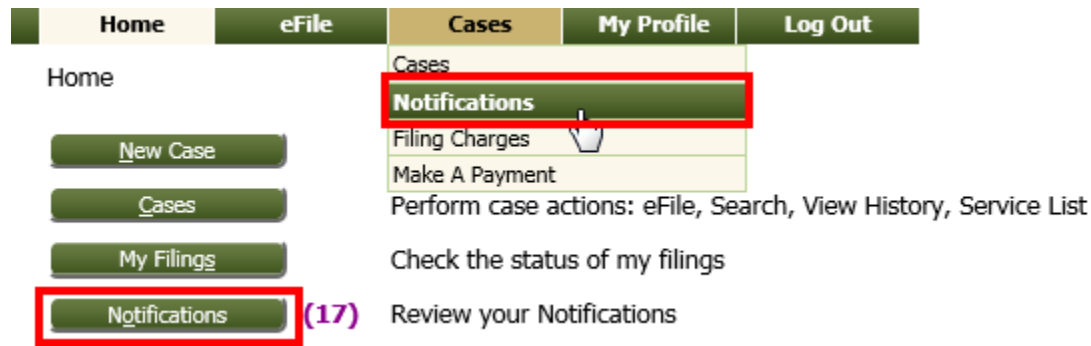 Home eFile Cases My Profile Log Out
Home
Cases
Notifications
Filing Charges
Make A Payment
New Case
Cases Perform case actions: eFile, Search, View History, Service List
My Filings Check the status of my filings
Notifications (17) Review your Notifications